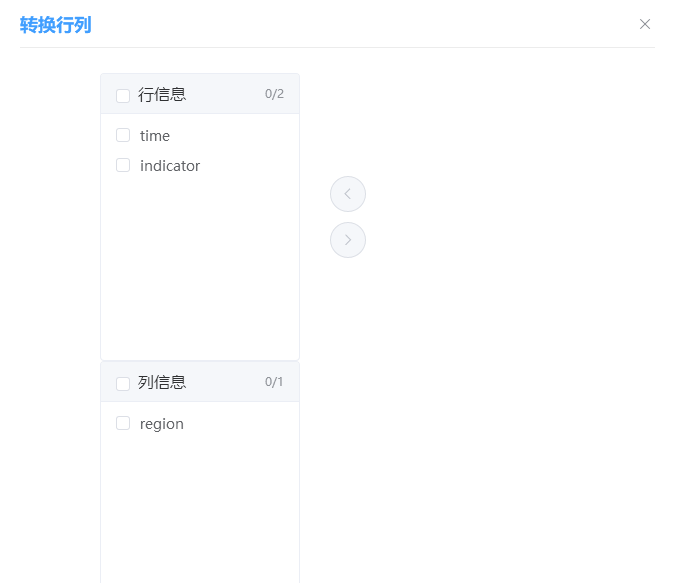 转换行列
行信息 0/2
time
indicator
列信息 0/1
region